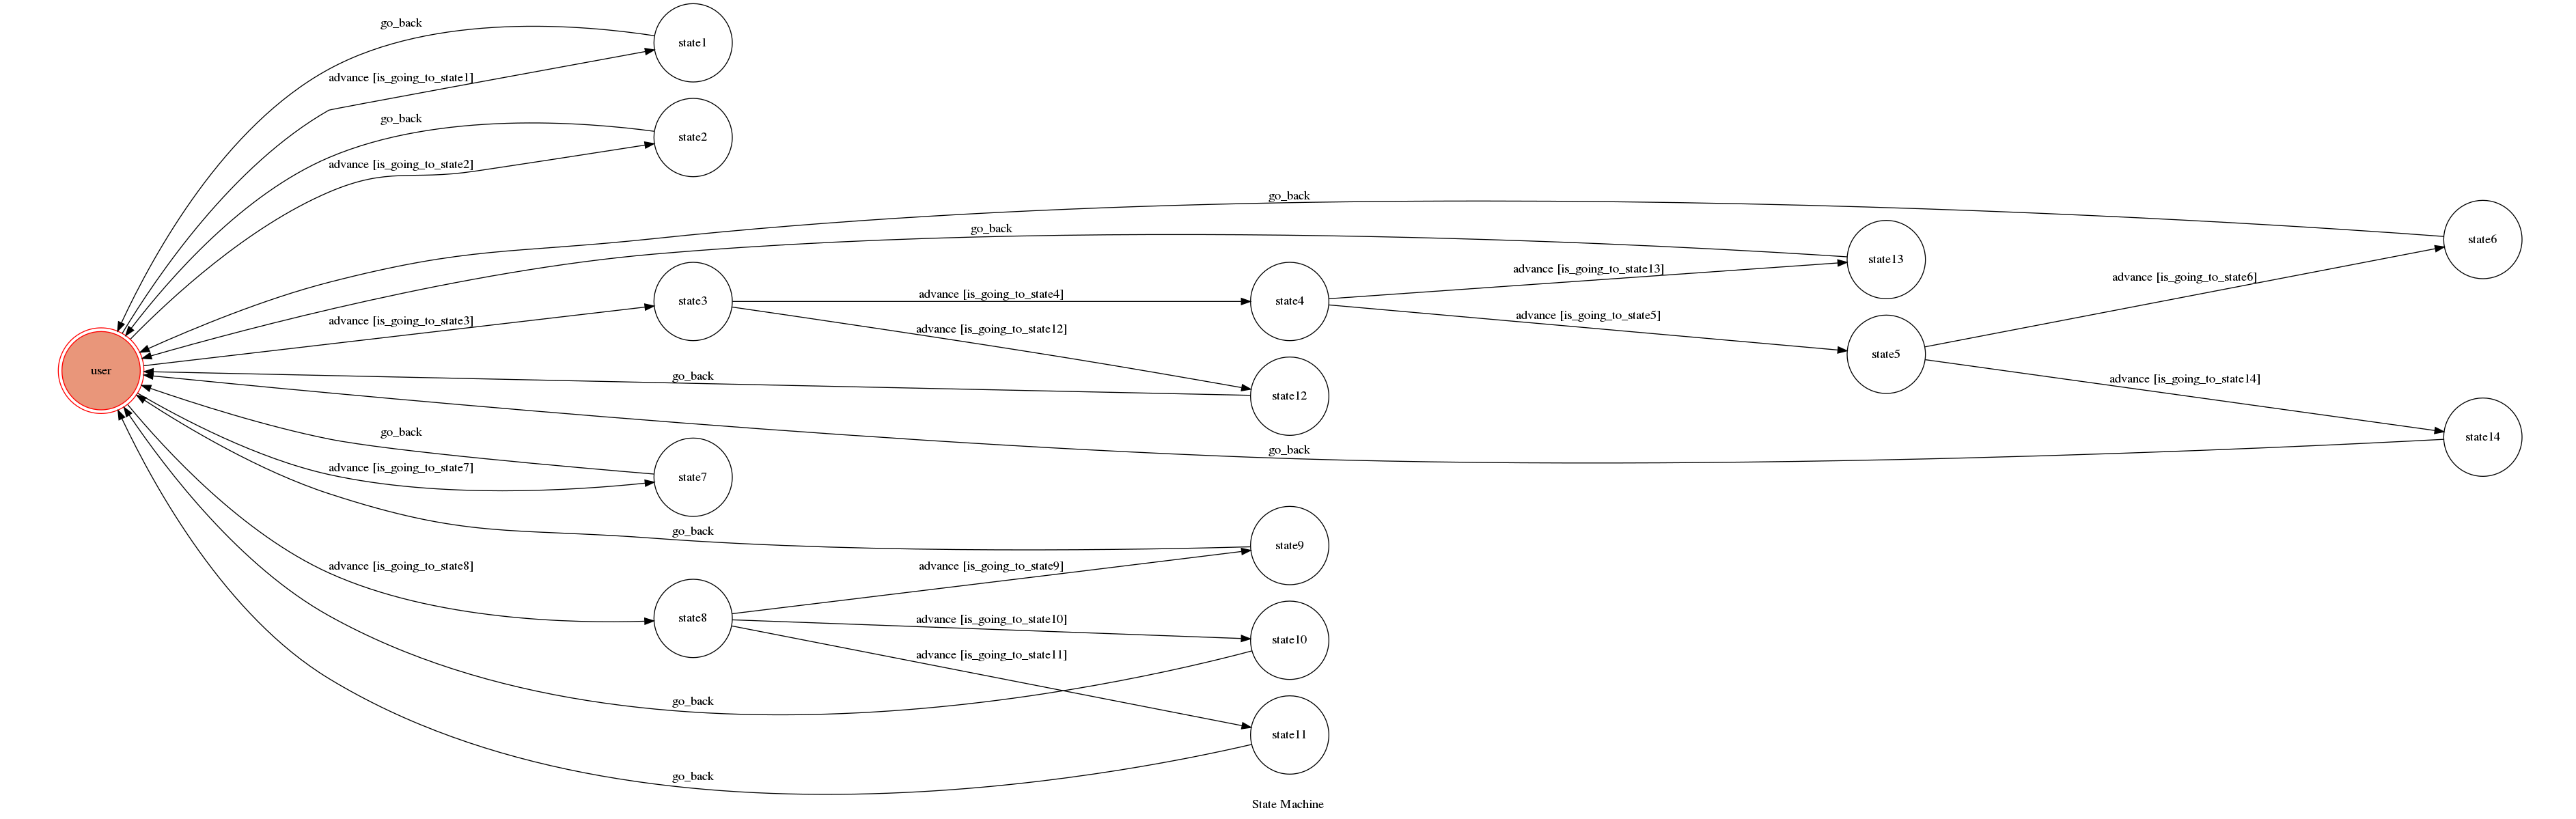 go_back
state1
advance [is_going_to_state1]
go_back
state2
advance [is_going_to_state2]
go_back
go_back
state6
state13
advance [is_going_to_state13]
advance [is_going_to_state6]
state3
advance [is_going_to_state4]
state4
advance [is_going_to_state3]
advance [is_going_to_state12]
advance [is_going_to_state5]
state5
user
go_back
advance [is_going_to_state14]
state12
go_back
state14
go_back
advance [is_going_to_state7]
state7
go_back
state9
advance [is_going_to_state8]
advance [is_going_to_state9]
state8
advance [is_going_to_state10]
state10
advance [is_going_to_state11]
go_back
state11
go_back
State Machine